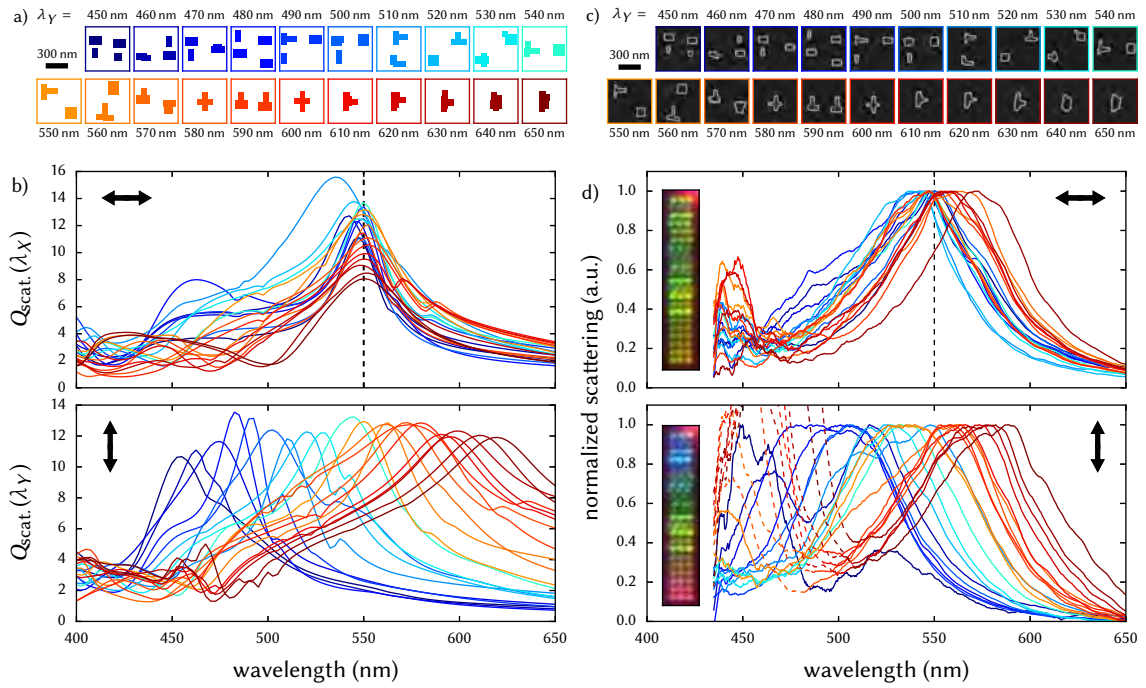 a) λY = 450 nm 460 nm 470 nm 480 nm 490 nm 500 nm 510 nm 520 nm 530 nm 540 nm
300 nm
550 nm 560 nm 570 nm 580 nm 590 nm 600 nm 610 nm 620 nm 630 nm 640 nm 650 nm
c) λY = 450 nm 460 nm 470 nm 480 nm 490 nm 500 nm 510 nm 520 nm 530 nm 540 nm
300 nm
550 nm 560 nm 570 nm 580 nm 590 nm 600 nm 610 nm 620 nm 630 nm 640 nm 650 nm
b)
Qscat.(λX)
16
14
12
10
8
6
4
2
0
Qscat.(λY)
14
12
10
8
6
4
2
0
400 450 500 550 600 650
wavelength (nm)
d)
normalized scattering (a.u.)
1.0
0.8
0.6
0.4
0.2
0.0
1.0
0.8
0.6
0.4
0.2
0.0
400 450 500 550 600 650
wavelength (nm)